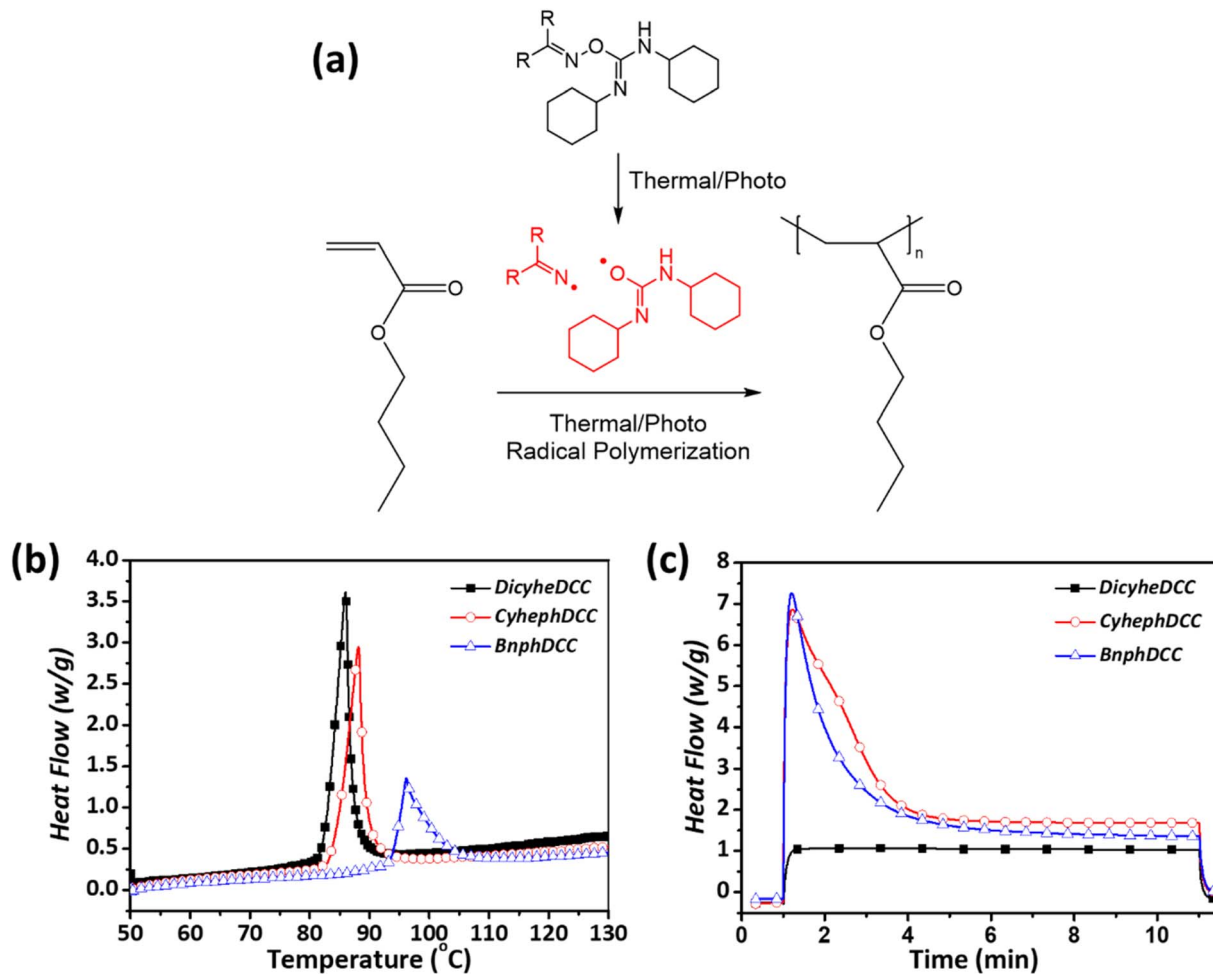 (a)
R
R
N
O
H
N
N
Thermal/Photo
O
O
R
R
N
O
H
N
N
n
O
O
Thermal/Photo
Radical Polymerization
(b)
4.0
3.5
3.0
2.5
2.0
1.5
1.0
0.5
0.0
Heat Flow (w/g)
DicyheDCC
CyhephDCC
BnphDCC
50 60 70 80 90 100 110 120 130
Temperature (°C)
(c)
8
7
6
5
4
3
2
1
0
Heat Flow (w/g)
DicyheDCC
CyhephDCC
BnphDCC
0 2 4 6 8 10
Time (min)